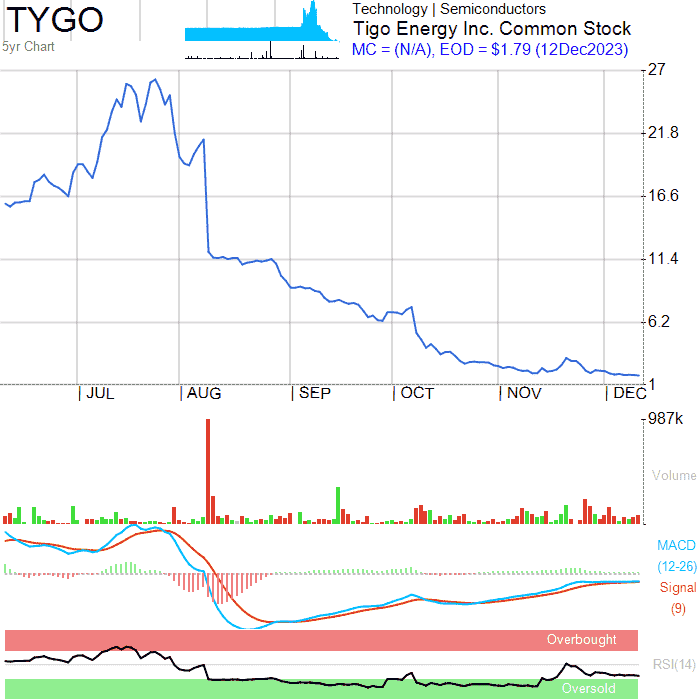 TYGO
5yr Chart
Technology | Semiconductors
Tigo Energy Inc. Common Stock
MC = (N/A), EOD = $1.79 (12Dec2023)
27
21.8
16.6
11.4
6.2
1
JUL AUG SEP OCT NOV DEC
987k
Volume
MACD
(12-26)
Signal
(9)
Overbought
RSI(14)
Oversold